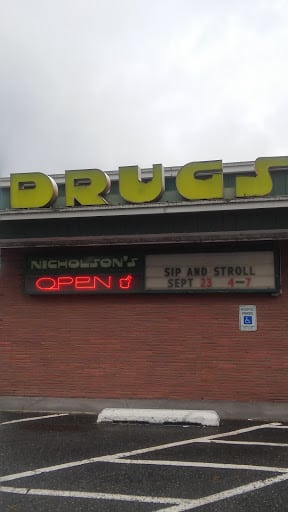 DRUGS
NICHOLSON'S
OPEN
SIP AND STROLL
SEPT 23 4-7